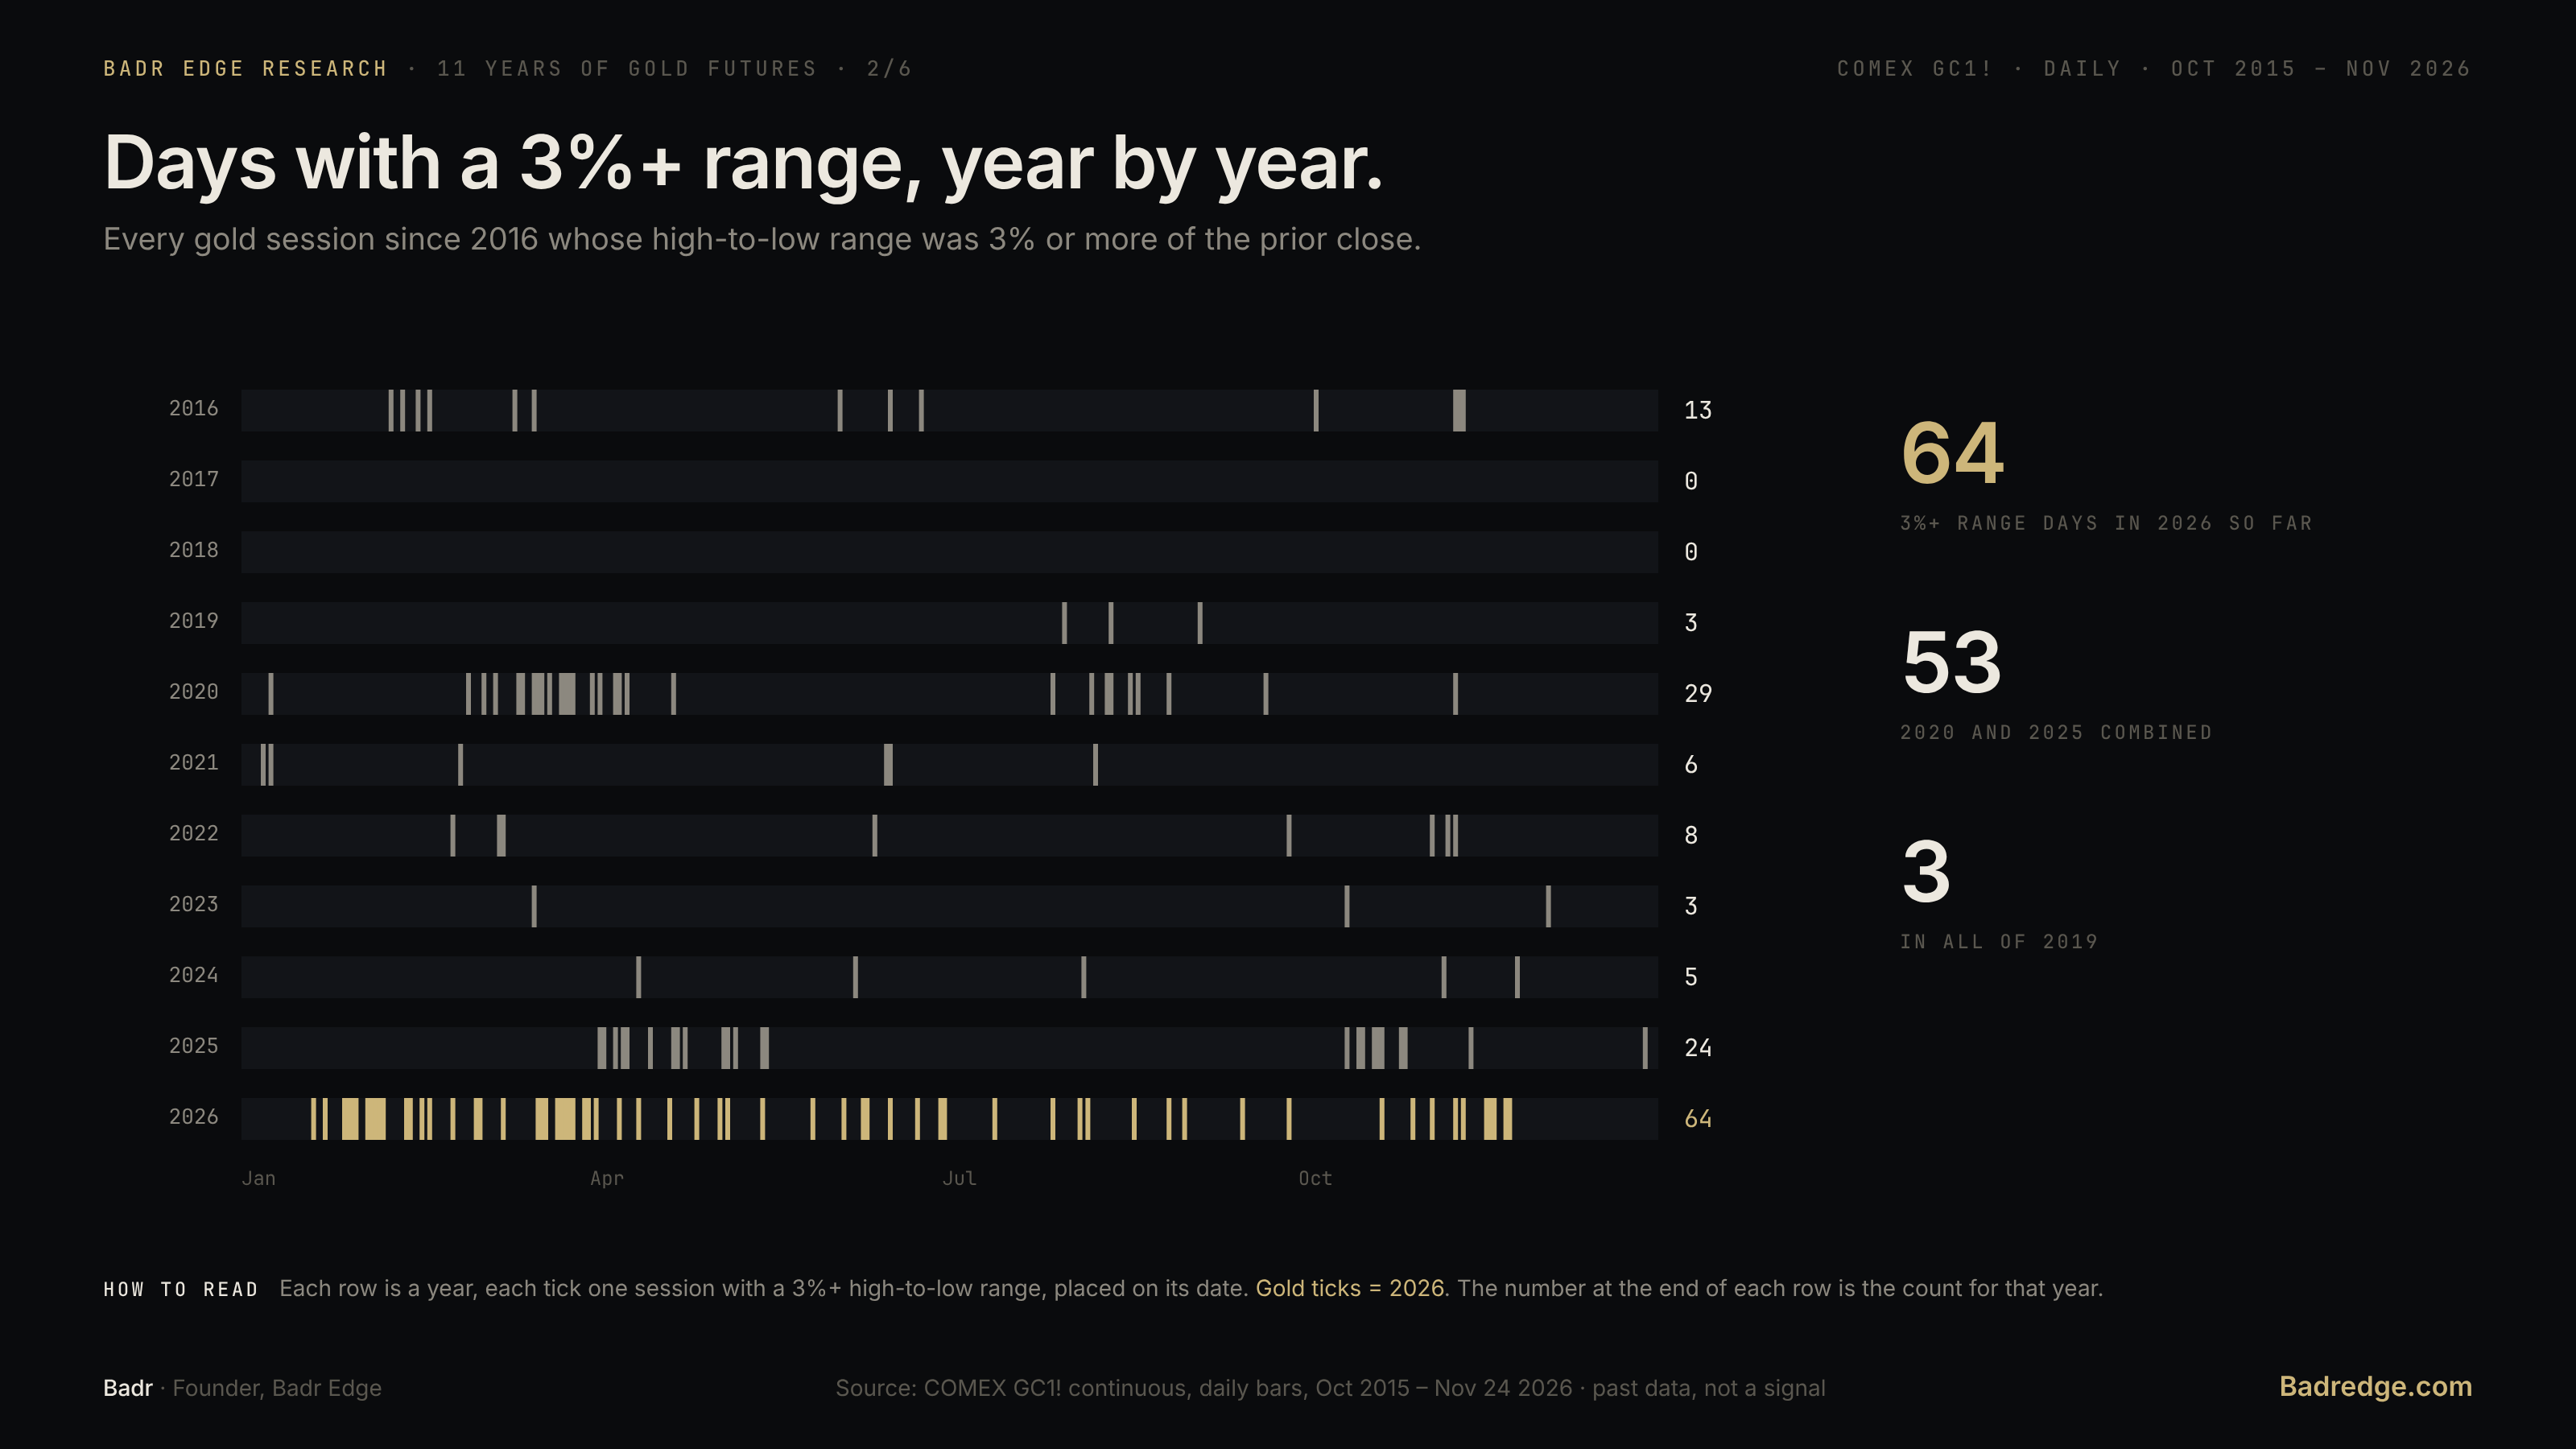 BADR EDGE RESEARCH · 11 YEARS OF GOLD FUTURES · 2/6
COMEX GC1! · DAILY · OCT 2015 – NOV 2026
Days with a 3%+ range, year by year.
Every gold session since 2016 whose high-to-low range was 3% or more of the prior close.
2016 13
2017 0
2018 0
2019 3
2020 29
2021 6
2022 8
2023 3
2024 5
2025 24
2026 64
Jan Apr Jul Oct
64
3%+ RANGE DAYS IN 2026 SO FAR
53
2020 AND 2025 COMBINED
3
IN ALL OF 2019
HOW TO READ Each row is a year, each tick one session with a 3%+ high-to-low range, placed on its date. Gold ticks = 2026. The number at the end of each row is the count for that year.
Badr · Founder, Badr Edge
Source: COMEX GC1! continuous, daily bars, Oct 2015 – Nov 24 2026 · past data, not a signal
Badredge.com